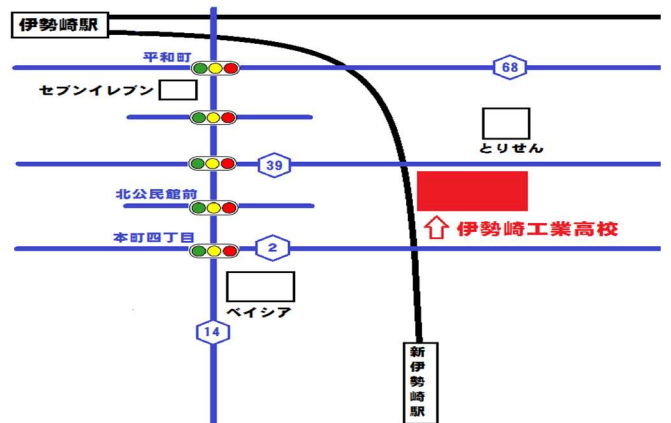 伊勢崎駅
平和町
68
セブンイレブン
とりせん
39
北公民館前
伊勢崎工業高校
本町四丁目
2
ベイシア
14
新伊勢崎駅